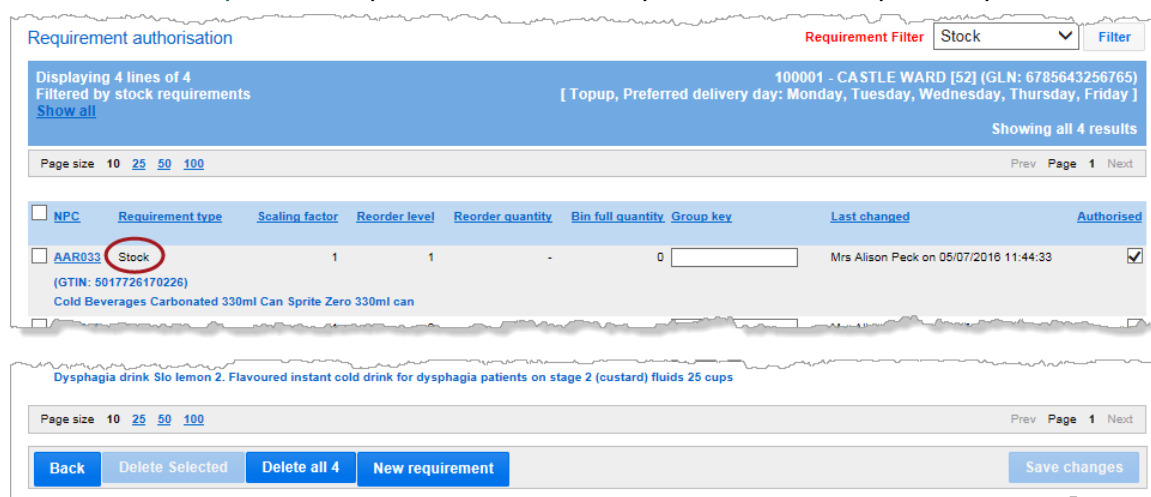 Requirement authorisation Requirement Filter Stock Filter
Displaying 4 lines of 4 100001 - CASTLE WARD [52] (GLN: 6785643256765)
Filtered by stock requirements [ Topup, Preferred delivery day: Monday, Tuesday, Wednesday, Thursday, Friday ]
Show all
Showing all 4 results
Page size 10 25 50 100 Prev Page 1 Next
NPC Requirement type Scaling factor Reorder level Reorder quantity Bin full quantity Group key Last changed Authorised
AAR033 Stock 1 1 - 0 Mrs Alison Peck on 05/07/2016 11:44:33
(GTIN: 5017726170226)
Cold Beverages Carbonated 330ml Can Sprite Zero 330ml can
Dysphagia drink Slo lemon 2. Flavoured instant cold drink for dysphagia patients on stage 2 (custard) fluids 25 cups
Page size 10 25 50 100 Prev Page 1 Next
Back Delete Selected Delete all 4 New requirement Save changes